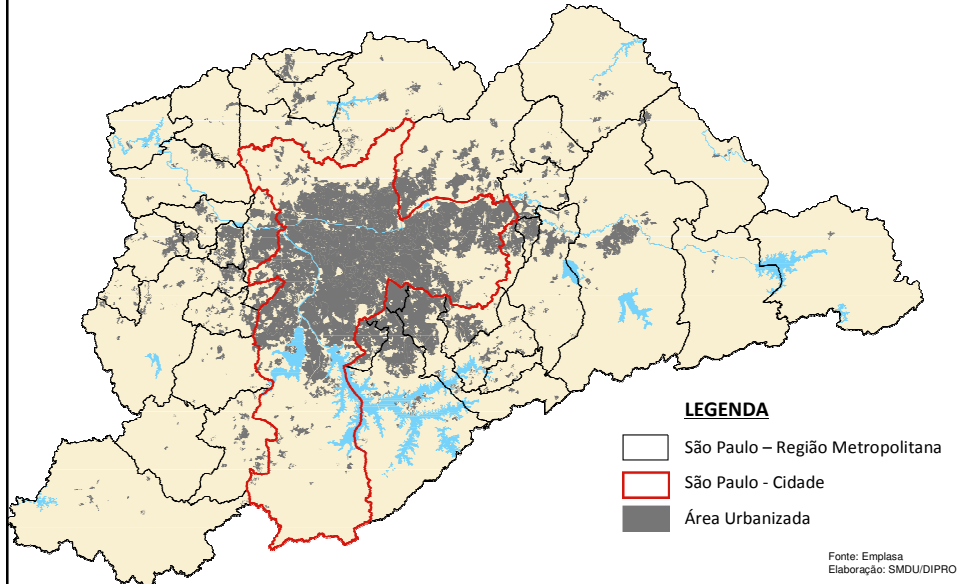 LEGENDA
São Paulo – Região Metropolitana
São Paulo - Cidade
Área Urbanizada
Fonte: Emplasa
Elaboração: SMDU/DIPRO